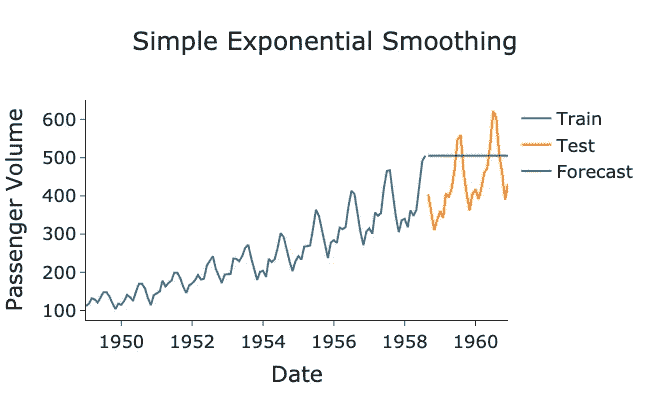 Simple Exponential Smoothing
Passenger Volume
600
500
400
300
200
100
1950 1952 1954 1956 1958 1960
Date
Train
Test
Forecast